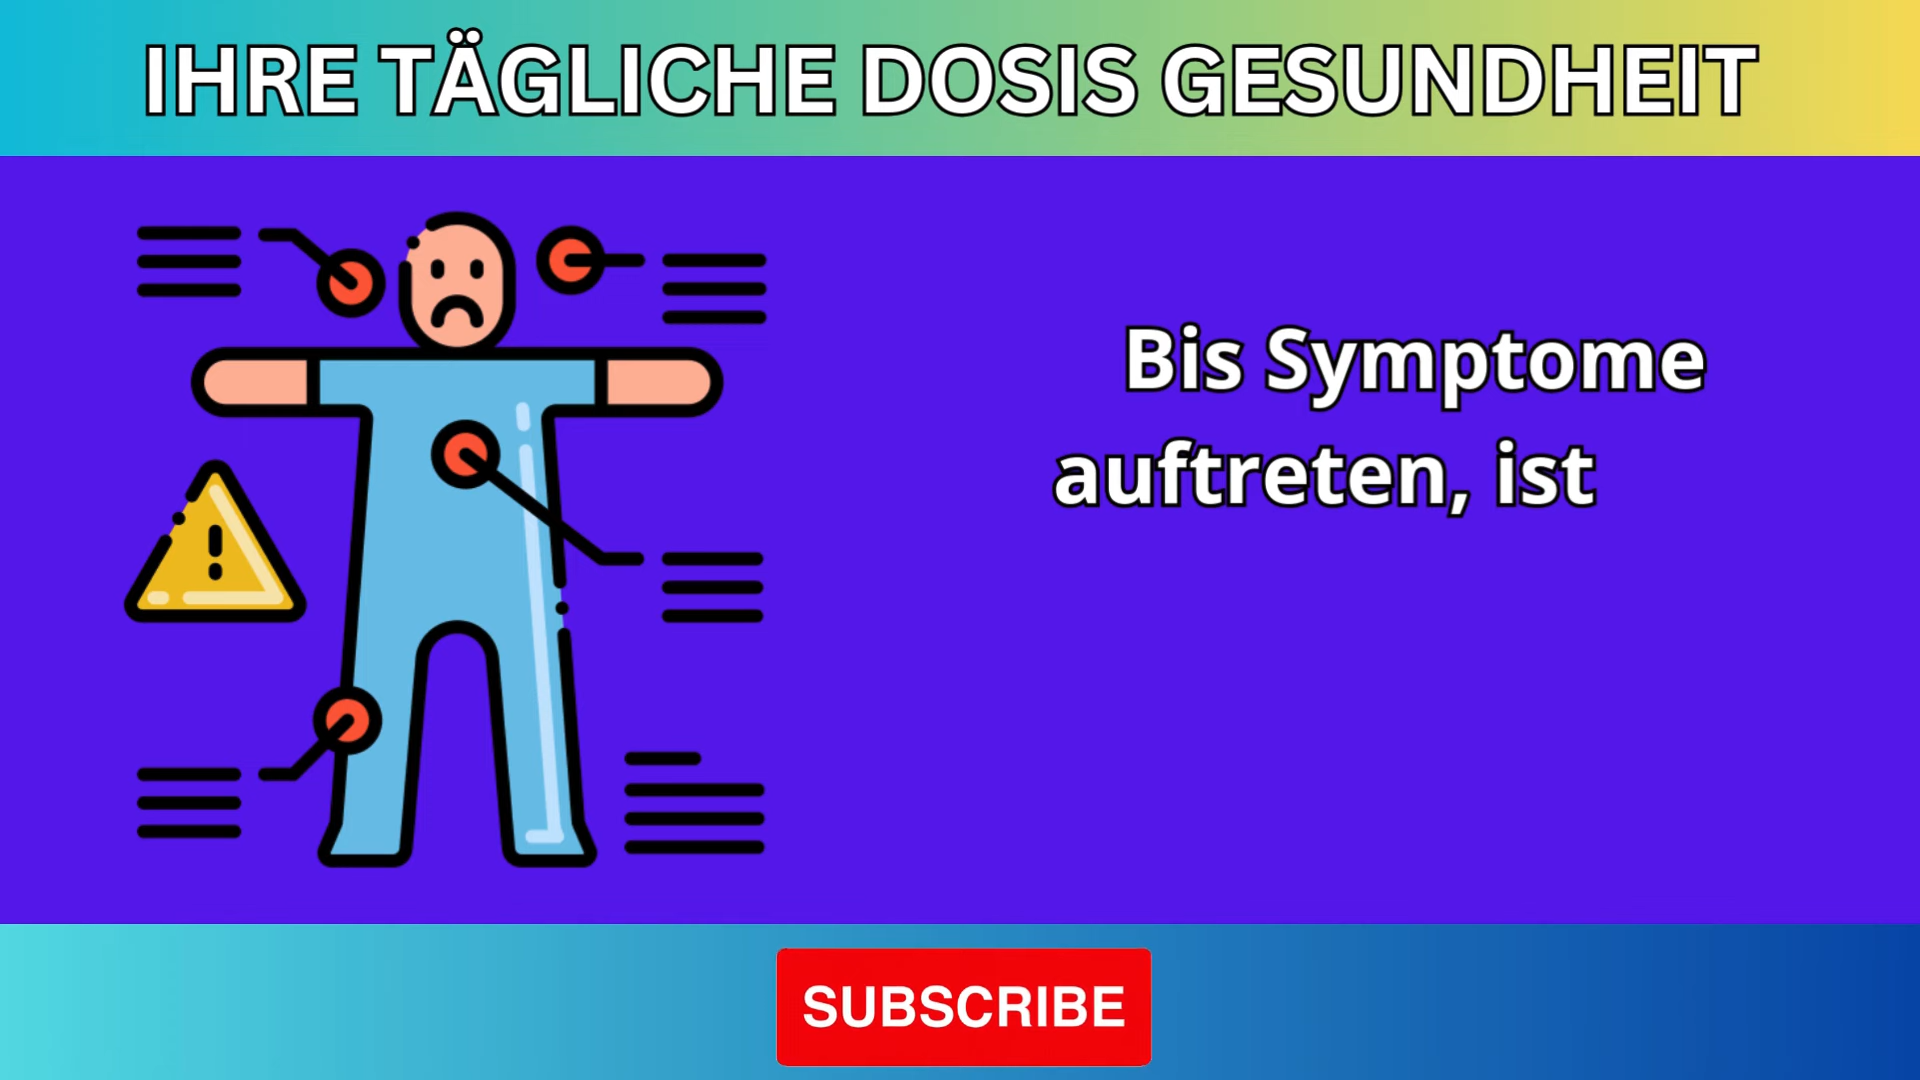 IHRE TÄGLICHE DOSIS GESUNDHEIT
Bis Symptome
auftreten, ist
SUBSCRIBE